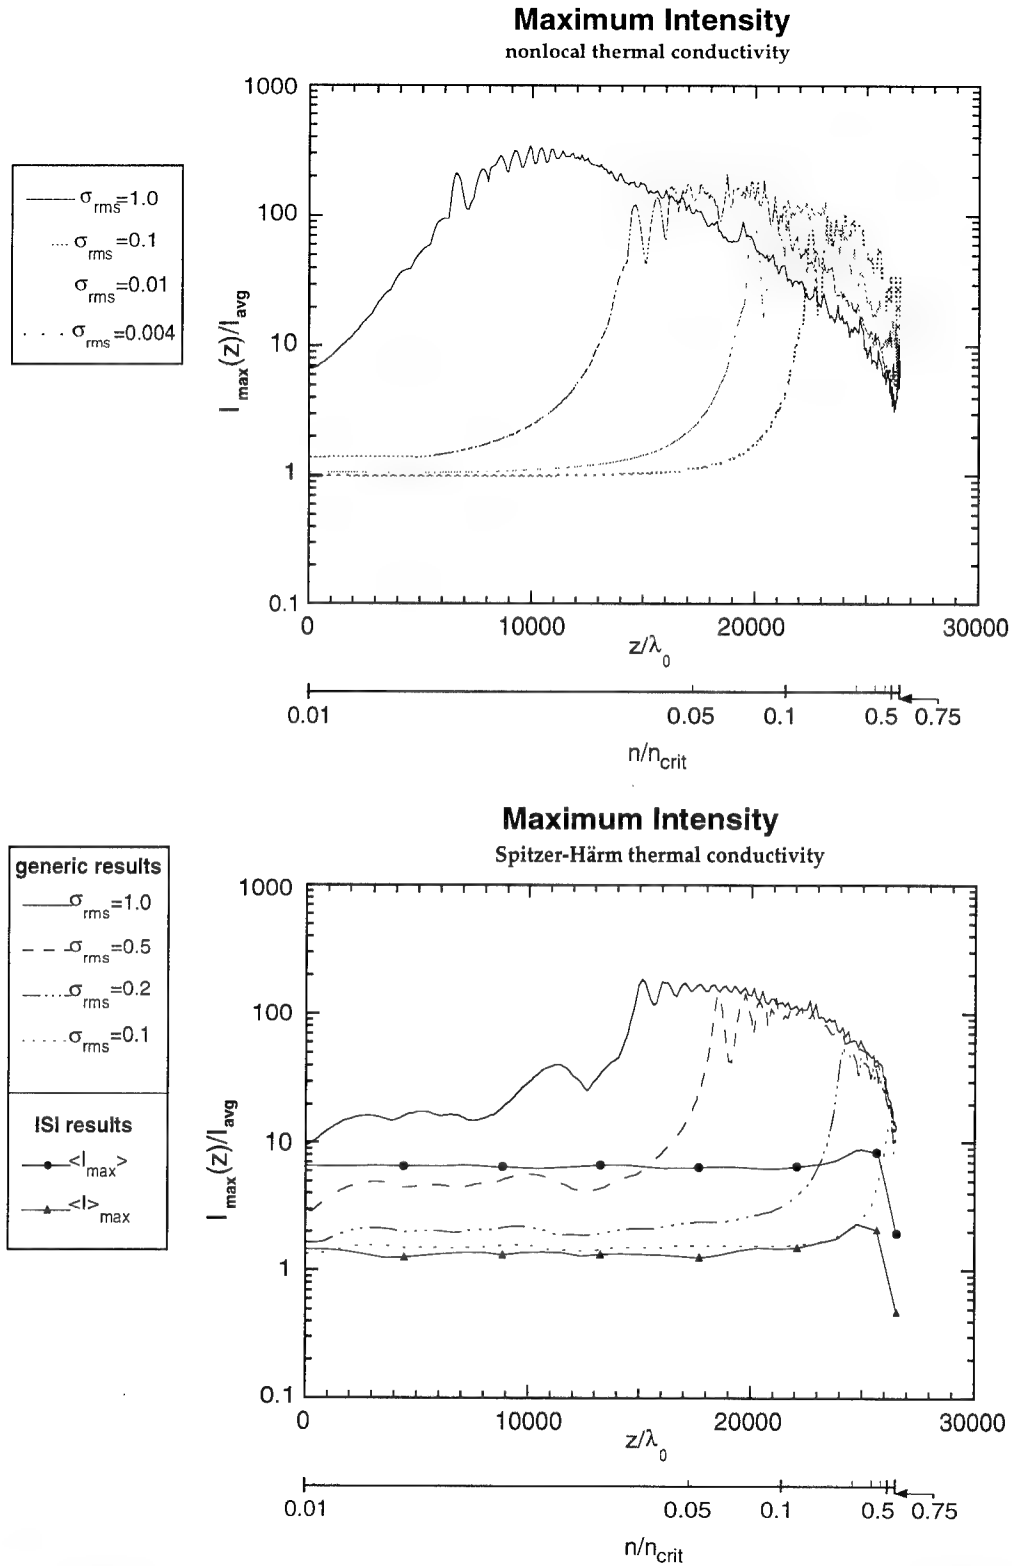 Maximum Intensity
nonlocal thermal conductivity
σrms=1.0
σrms=0.1
σrms=0.01
σrms=0.004
Imax(z)/Iavg
1000
100
10
1
0.1
0 10000 20000 30000
z/λ0
0.01 0.05 0.1 0.5 0.75
n/ncrit
Maximum Intensity
Spitzer-Härm thermal conductivity
generic results
σrms=1.0
σrms=0.5
σrms=0.2
σrms=0.1
ISI results
<Imax>
<I>max
Imax(z)/Iavg
1000
100
10
1
0.1
0 10000 20000 30000
z/λ0
0.01 0.05 0.1 0.5 0.75
n/ncrit